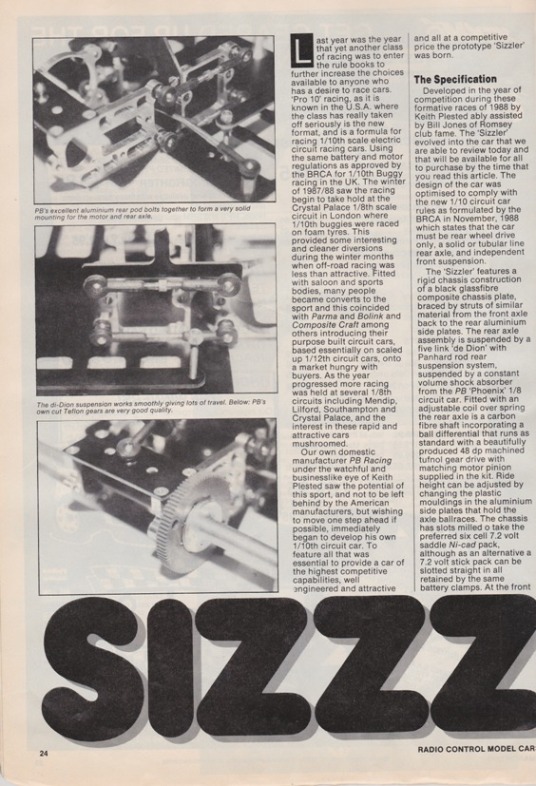 PB's excellent aluminium rear pod bolts together to form a very solid
mounting for the motor and rear axle.
The di-Dion suspension works smoothly giving lots of travel. Below: PB's
own cut Teflon gears are very good quality.
Last year was the year
that yet another class
of racing was to enter
the rule books to
further increase the choices
available to anyone who
has a desire to race cars.
'Pro 10' racing, as it is
known in the U.S.A. where
the class has really taken
off seriously is the new
format, and is a formula for
racing 1/10th scale electric
circuit racing cars. Using
the same battery and motor
regulations as approved by
the BRCA for 1/10th Buggy
racing in the UK. The winter
of 1987/88 saw the racing
begin to take hold at the
Crystal Palace 1/8th scale
circuit in London where
1/10th buggies were raced
on foam tyres. This
provided some interesting
and cleaner diversions
during the winter months
when off-road racing was
less than attractive. Fitted
with saloon and sports
bodies, many people
became converts to the
sport and this coincided
with Parma and Bolink and
Composite Craft among
others introducing their
purpose built circuit cars,
based essentially on scaled
up 1/12th circuit cars, onto
a market hungry with
buyers. As the year
progressed more racing
was held at several 1/8th
circuits including Mendip,
Lilford, Southampton and
Crystal Palace, and the
interest in these rapid and
attractive cars
mushroomed.
Our own domestic
manufacturer PB Racing
under the watchful and
businesslike eye of Keith
Plested saw the potential of
this sport, and not to be left
behind by the American
manufacturers, but wishing
to move one step ahead if
possible, immediately
began to develop his own
1/10th circuit car. To
feature all that was
essential to provide a car of
the highest competitive
capabilities, well
engineered and attractive
and all at a competitive
price the prototype 'Sizzler'
was born.
The Specification
Developed in the year of
competition during these
formative races of 1988 by
Keith Plested ably assisted
by Bill Jones of Romsey
club fame. The 'Sizzler'
evolved into the car that we
are able to review today and
that will be available for all
to purchase by the time that
you read this article. The
design of the car was
optimised to comply with
the new 1/10 circuit car
rules as formulated by the
BRCA in November, 1988
which states that the car
must be rear wheel drive
only, a solid or tubular line
rear axle, and independent
front suspension.
The 'Sizzler' features a
rigid chassis construction
of a black glassfibre
composite chassis plate,
braced by struts of similar
material from the front axle
back to the rear aluminium
side plates. The rear axle
assembly is suspended by a
five link 'de Dion' with
Panhard rod rear
suspension system,
suspended by a constant
volume shock absorber
from the PB 'Phoenix' 1/8
circuit car. Fitted with an
adjustable coil over spring
the rear axle is a carbon
fibre shaft incorporating a
ball differential that runs as
standard with a beautifully
produced 48 dp machined
tufnol gear drive with
matching motor pinion
supplied in the kit. Ride
height can be adjusted by
changing the plastic
mouldings in the aluminium
side plates that hold the
axle ballraces. The chassis
has slots milled o take the
preferred six cell 7.2 volt
saddle Ni-cad pack,
although as an alternative a
7.2 volt stick pack can be
slotted straight in all
retained by the same
battery clamps. At the front
SIZZZ
24
RADIO CONTROL MODEL CAR